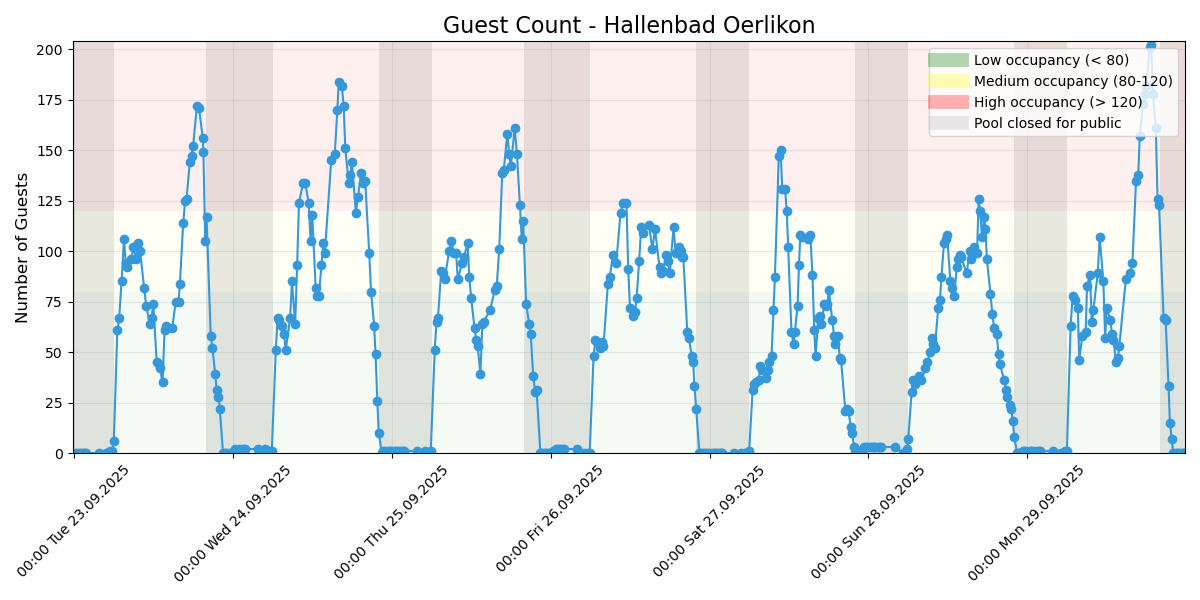 Guest Count - Hallenbad Oerlikon
Number of Guests
200
175
150
125
100
75
50
25
0
Low occupancy (< 80)
Medium occupancy (80-120)
High occupancy (> 120)
Pool closed for public
00:00 Tue 23.09.2025
00:00 Wed 24.09.2025
00:00 Thu 25.09.2025
00:00 Fri 26.09.2025
00:00 Sat 27.09.2025
00:00 Sun 28.09.2025
00:00 Mon 29.09.2025